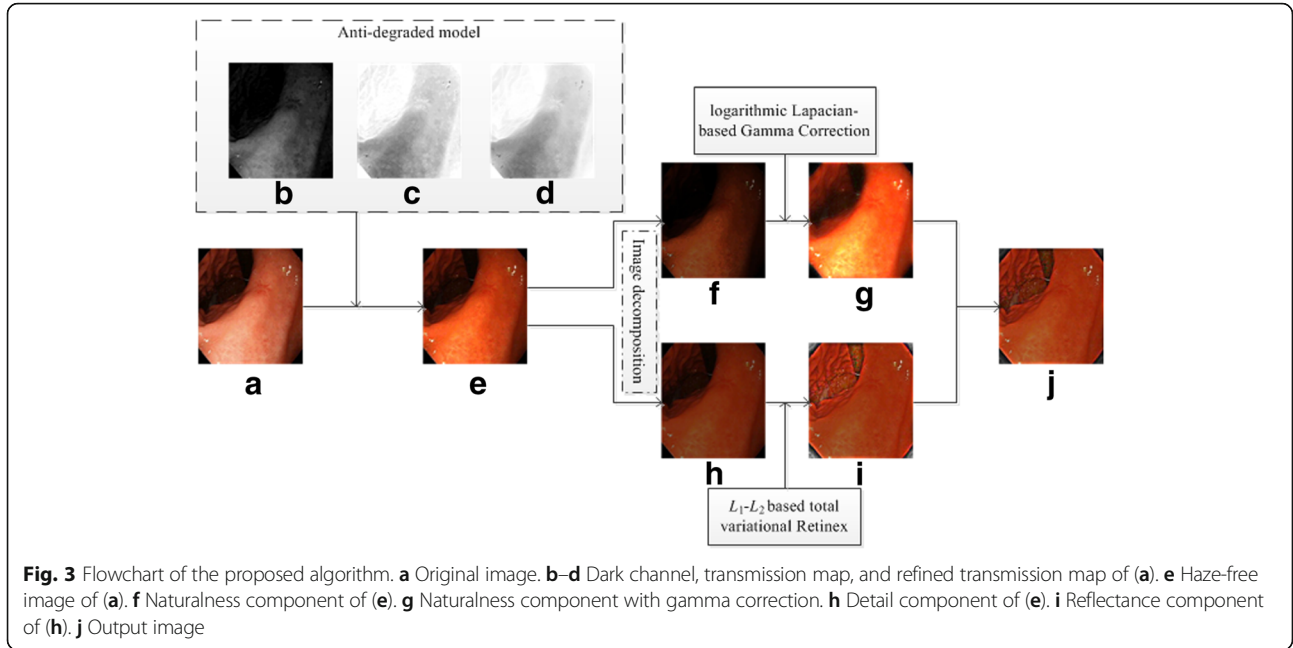 Anti-degraded model
b
c
d
logarithmic Lapacian-
based Gamma Correction
Image decomposition
a
e
f
g
h
i
j
L1-L2 based total
variational Retinex
Fig. 3 Flowchart of the proposed algorithm. a Original image. b–d Dark channel, transmission map, and refined transmission map of (a). e Haze-free
image of (a). f Naturalness component of (e). g Naturalness component with gamma correction. h Detail component of (e). i Reflectance component
of (h). j Output image